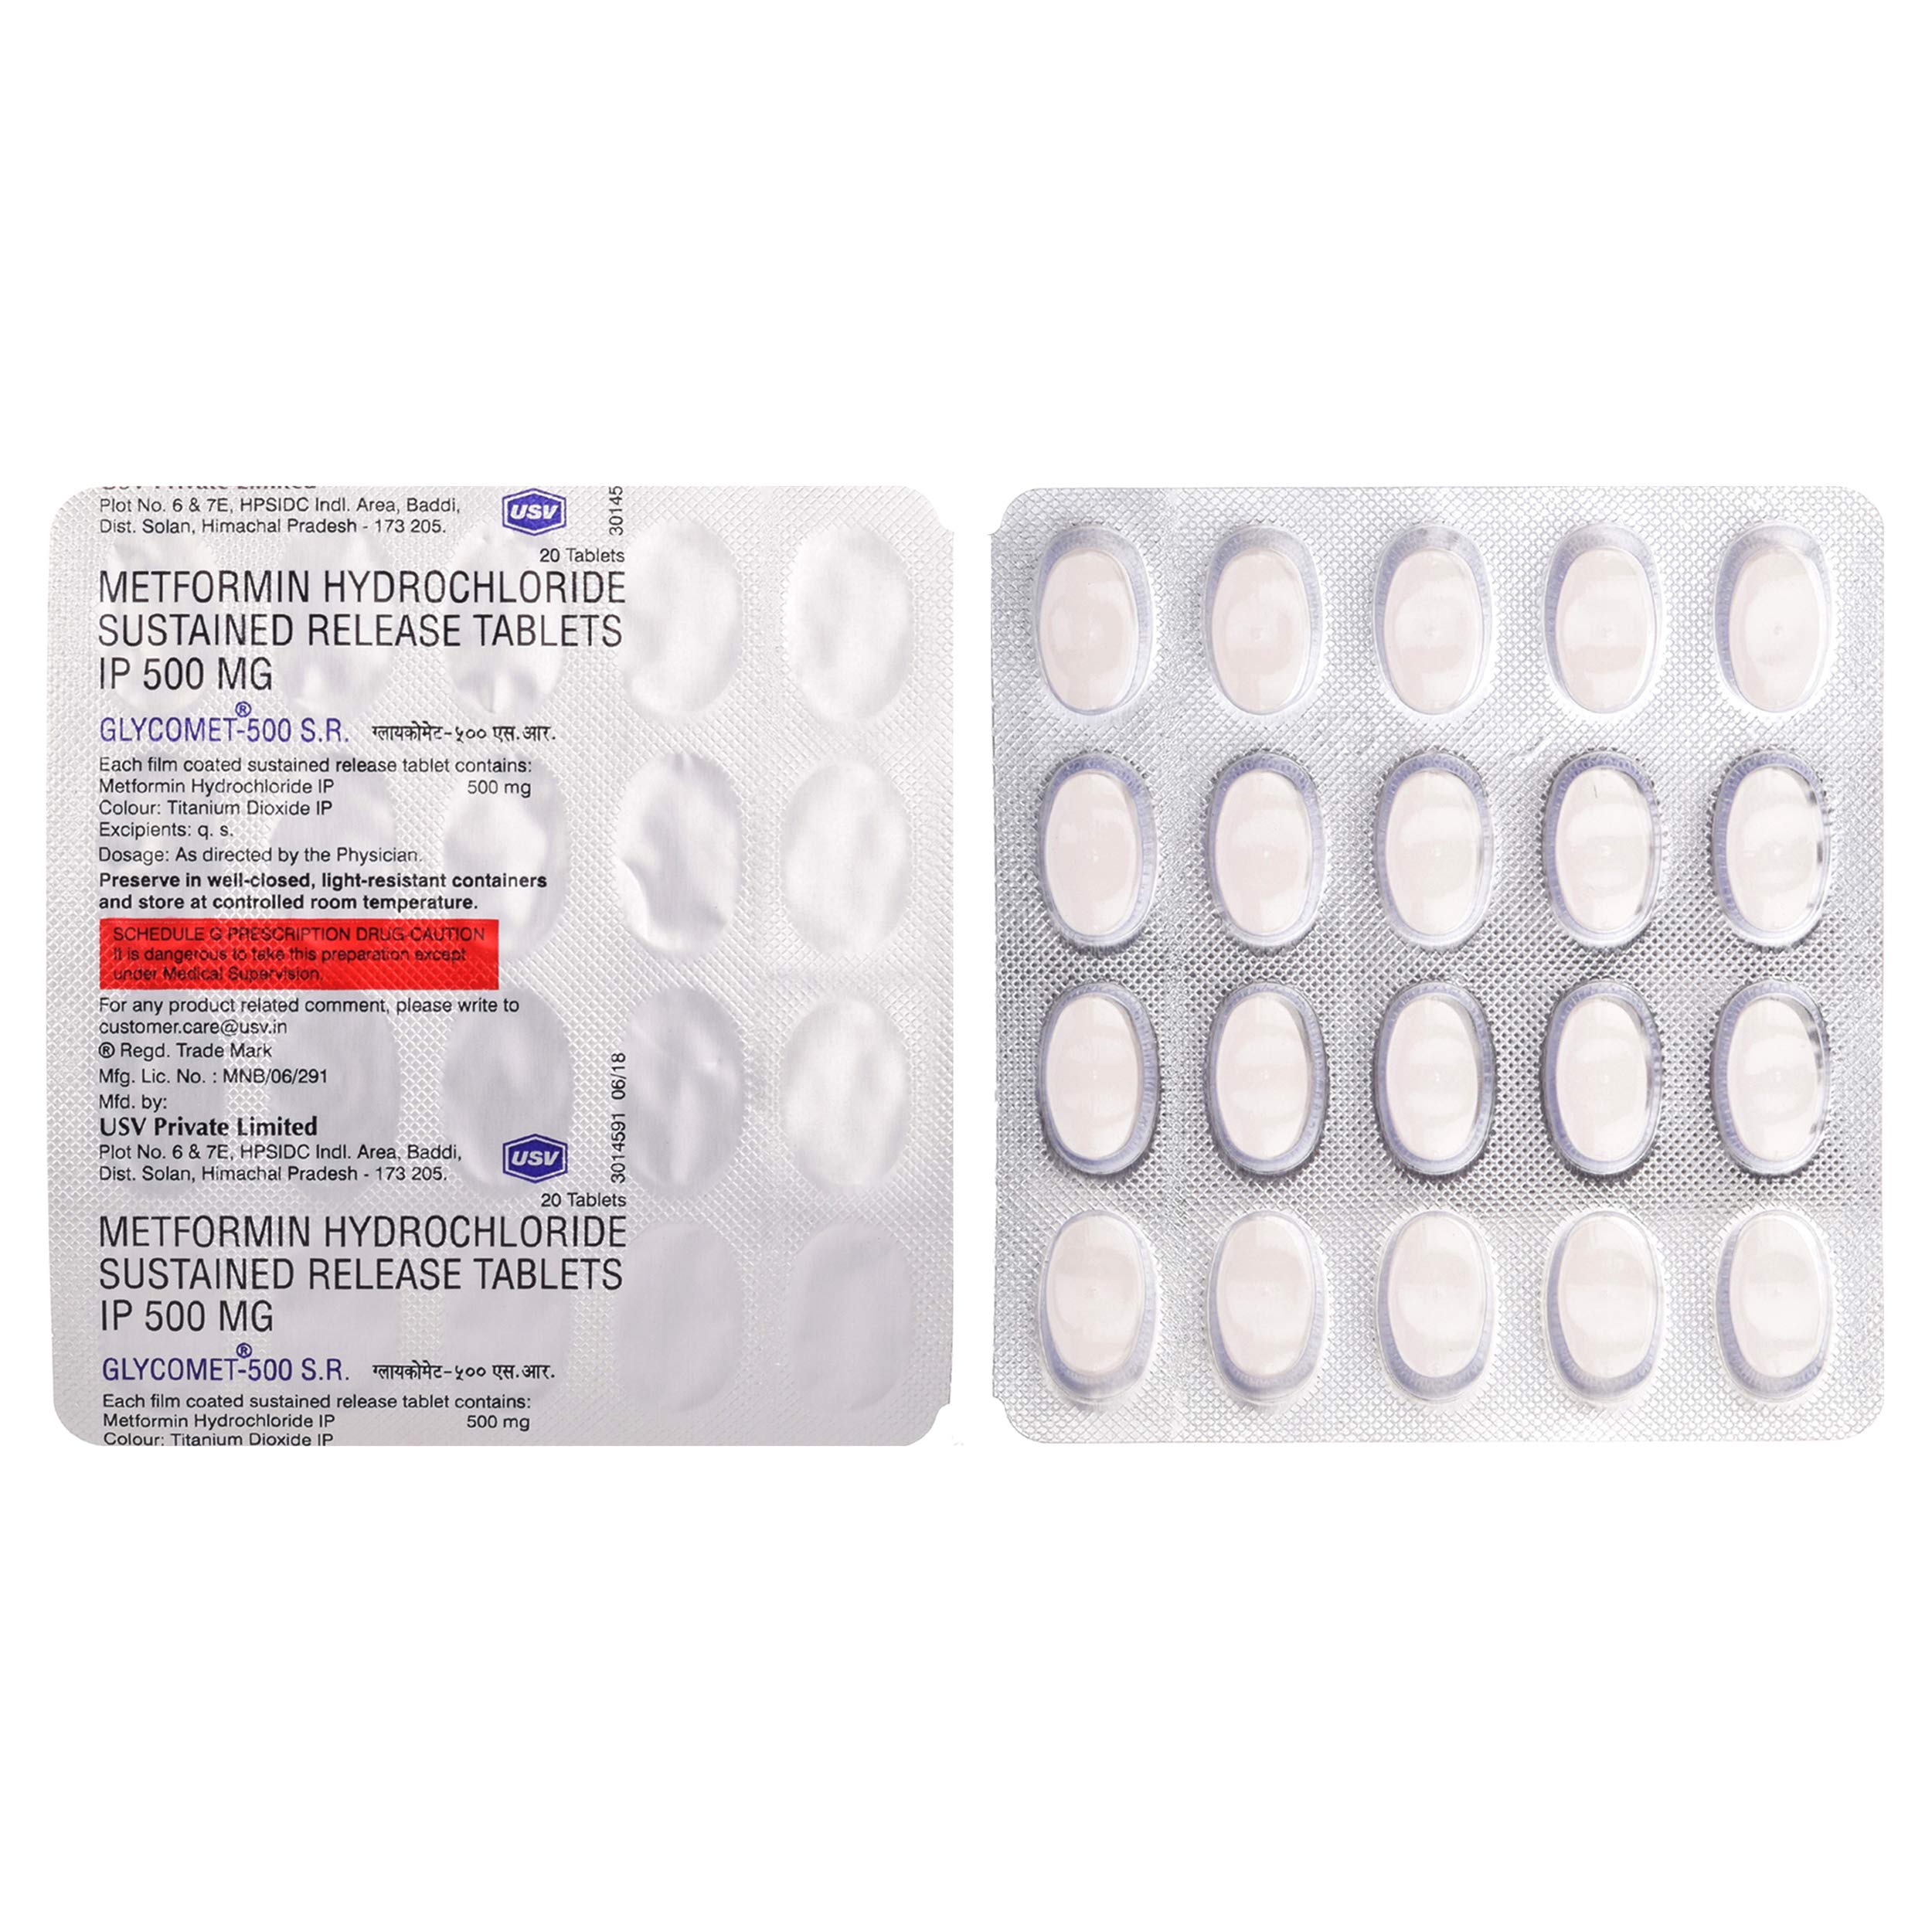 Plot No. 6 & 7E, HPSIDC Indl. Area, Baddi,
Dist. Solan, Himachal Pradesh - 173 205.
USV
30145
20 Tablets
METFORMIN HYDROCHLORIDE
SUSTAINED RELEASE TABLETS
IP 500 MG
GLYCOMET®-500 S.R. ग्लायकोमेट-५०० एस.आर.
Each film coated sustained release tablet contains:
Metformin Hydrochloride IP 500 mg
Colour: Titanium Dioxide IP
Excipients: q. s.
Dosage: As directed by the Physician.
Preserve in well-closed, light-resistant containers
and store at controlled room temperature.
SCHEDULE G PRESCRIPTION DRUG CAUTION
It is dangerous to take this preparation except
under Medical Supervision.
For any product related comment, please write to
customer.care@usv.in
® Regd. Trade Mark
Mfg. Lic. No. : MNB/06/291
Mfd. by:
USV Private Limited
Plot No. 6 & 7E, HPSIDC Indl. Area, Baddi,
Dist. Solan, Himachal Pradesh - 173 205.
USV
3014591 06/18
20 Tablets
METFORMIN HYDROCHLORIDE
SUSTAINED RELEASE TABLETS
IP 500 MG
GLYCOMET®-500 S.R. ग्लायकोमेट-५०० एस.आर.
Each film coated sustained release tablet contains:
Metformin Hydrochloride IP 500 mg
Colour: Titanium Dioxide IP